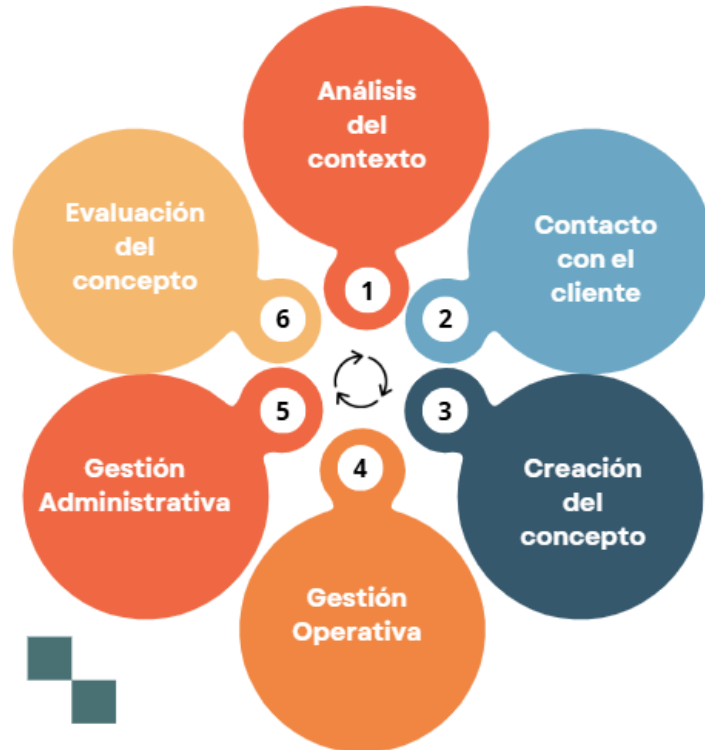 Análisis
del
contexto
1
Contacto
con el
cliente
2
Creación
del
concepto
3
Gestión
Operativa
4
Gestión
Administrativa
5
Evaluación
del
concepto
6